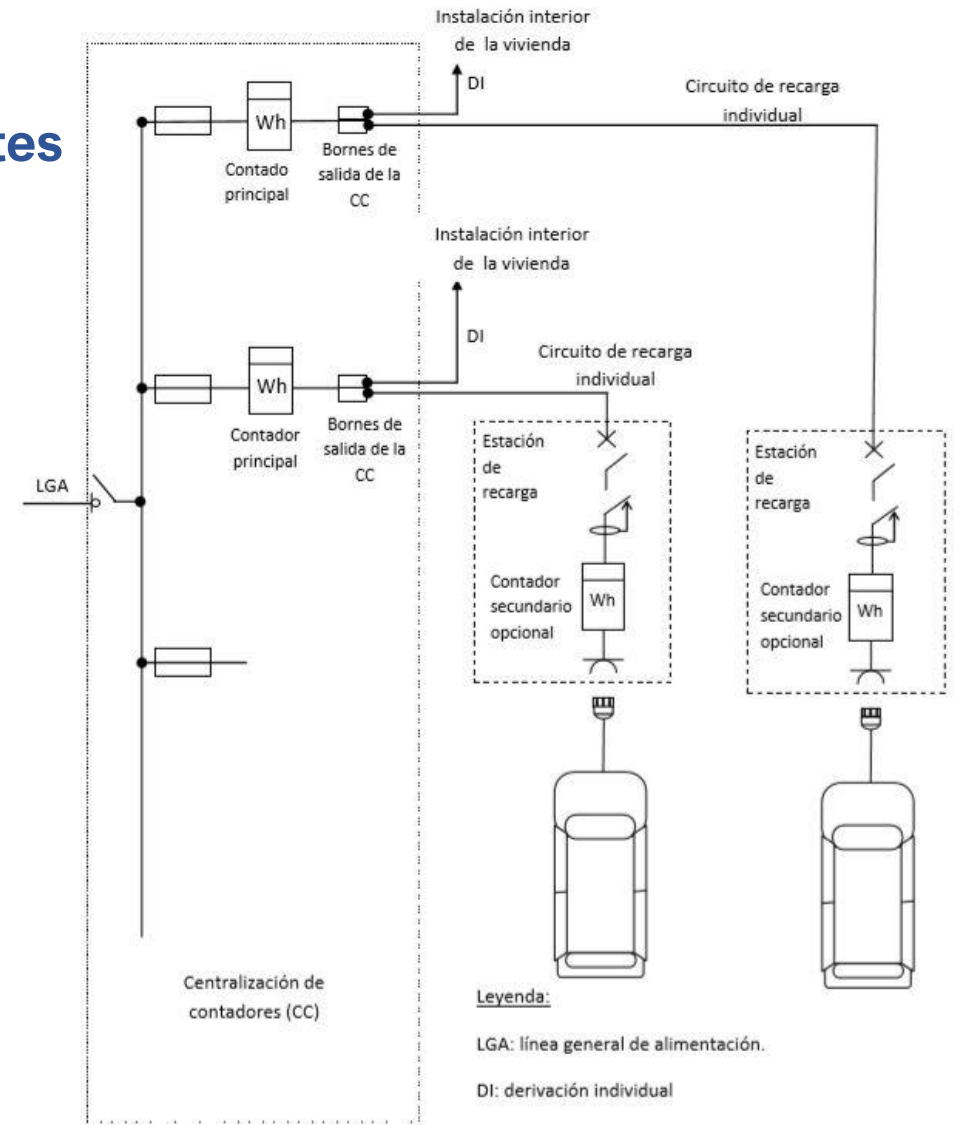 Instalación interior
de la vivienda
DI
Circuito de recarga
individual
tes
Wh
Contado
principal
Bornes de
salida de la
CC
Instalación interior
de la vivienda
DI
Circuito de recarga
individual
Wh
Contador
principal
Bornes de
salida de la
CC
LGA
Estación
de
recarga
Contador
secundario
opcional
Wh
Estación
de
recarga
Contador
secundario
opcional
Wh
Centralización de
contadores (CC)
Leyenda:
LGA: línea general de alimentación.
DI: derivación individual